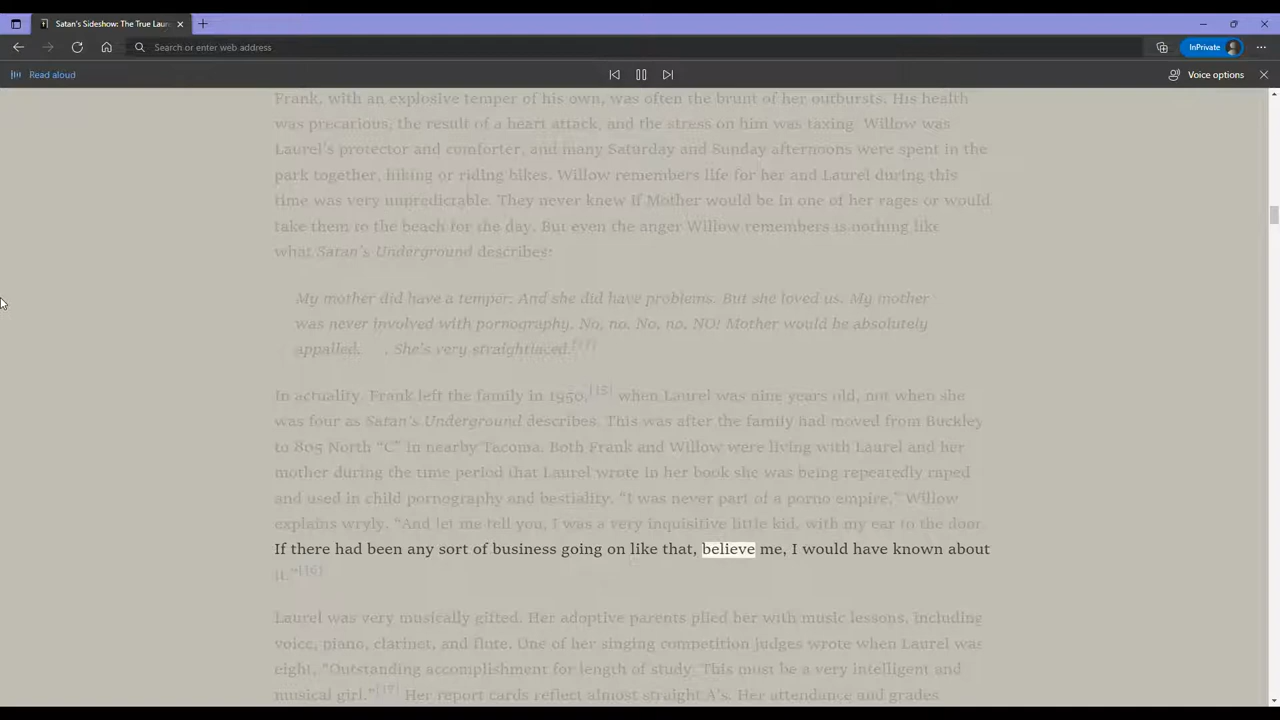 Satan's Sideshow: The True Laur
Search or enter web address
InPrivate
Read aloud
Voice options
Frank, with an explosive temper of his own, was often the brunt of her outbursts. His health
was precarious, the result of a heart attack, and the stress on him was taxing. Willow was
Laurel's protector and comforter, and many Saturday and Sunday afternoons were spent in the
park together, hiking or riding bikes. Willow remembers life for her and Laurel during this
time was very unpredictable. They never knew if Mother would be in one of her rages or would
take them to the beach for the day. But even the anger Willow remembers is nothing like
what Satan's Underground describes:
My mother did have a temper. And she did have problems. But she loved us. My mother
was never involved with pornography. No, no. No, no, NO! Mother would be absolutely
appalled. . She's very straightlaced.
In actuality, Frank left the family in 1950,[15] when Laurel was nine years old, not when she
was four as Satan's Underground describes. This was after the family had moved from Buckley
to 805 North “C” in nearby Tacoma. Both Frank and Willow were living with Laurel and her
mother during the time period that Laurel wrote in her book she was being repeatedly raped
and used in child pornography and bestiality. “I was never part of a porno empire,” Willow
explains wryly. “And let me tell you, I was a very inquisitive little kid, with my ear to the door.
If there had been any sort of business going on like that, believe me, I would have known about
it.”[16]
Laurel was very musically gifted. Her adoptive parents plied her with music lessons, including
voice, piano, clarinet, and flute. One of her singing competition judges wrote when Laurel was
eight, “Outstanding accomplishment for length of study. This must be a very intelligent and
musical girl.”[17] Her report cards reflect almost straight A's. Her attendance and grades